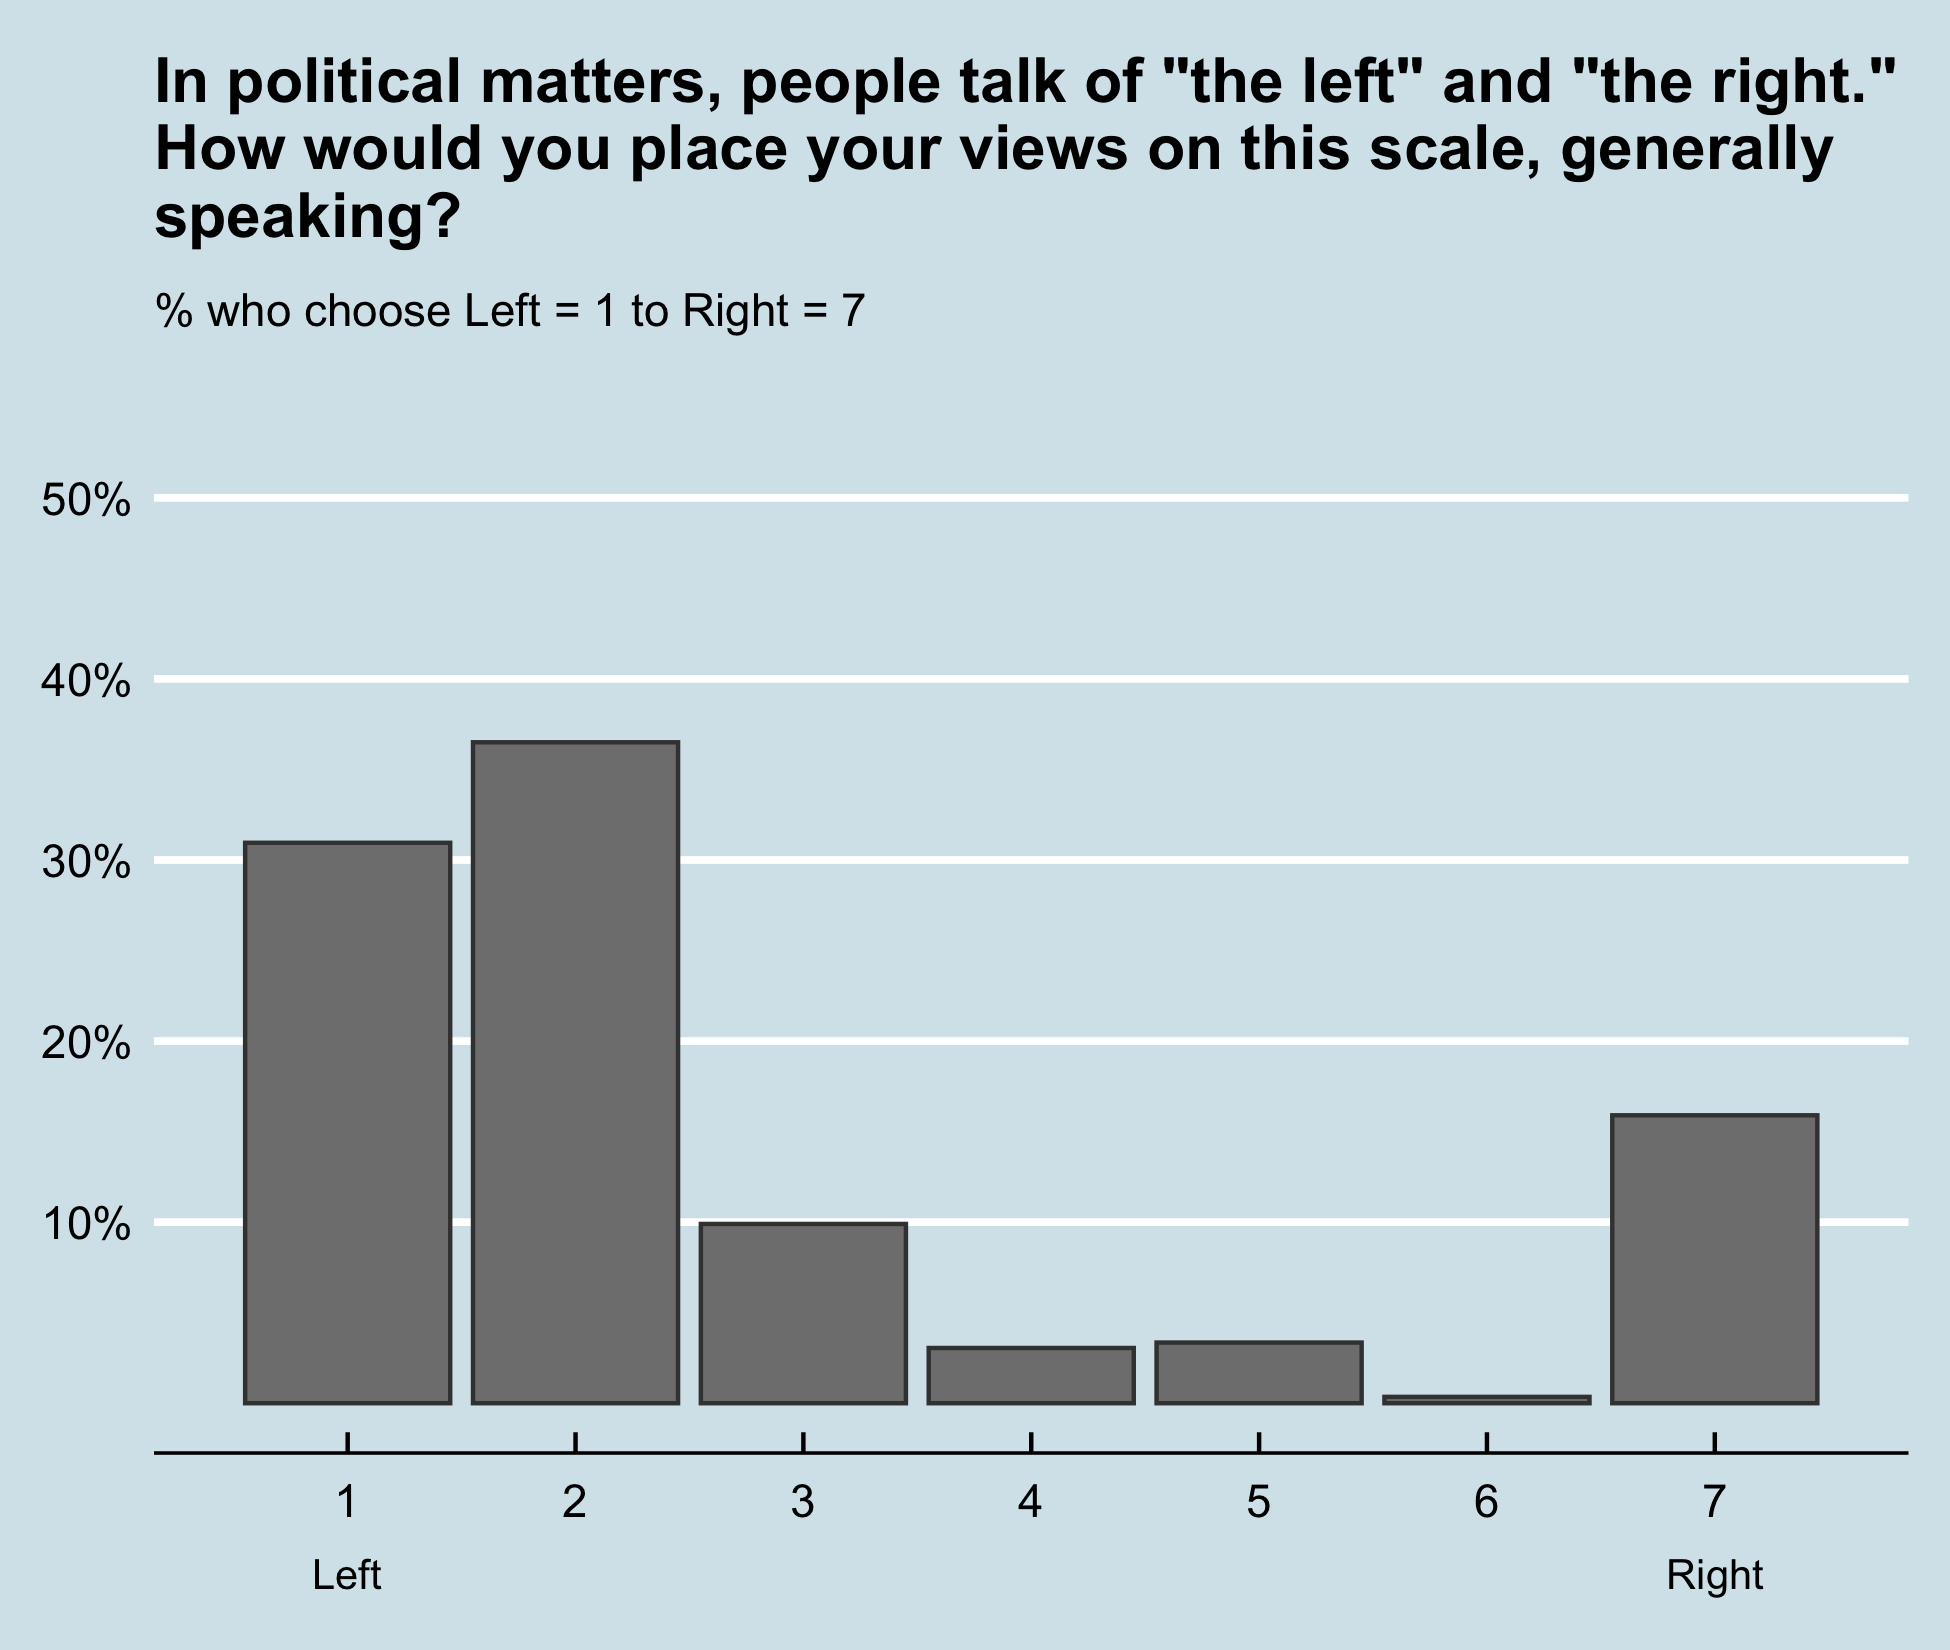 In political matters, people talk of "the left" and "the right."
How would you place your views on this scale, generally
speaking?
% who choose Left = 1 to Right = 7
50%
40%
30%
20%
10%
1 2 3 4 5 6 7
Left Right